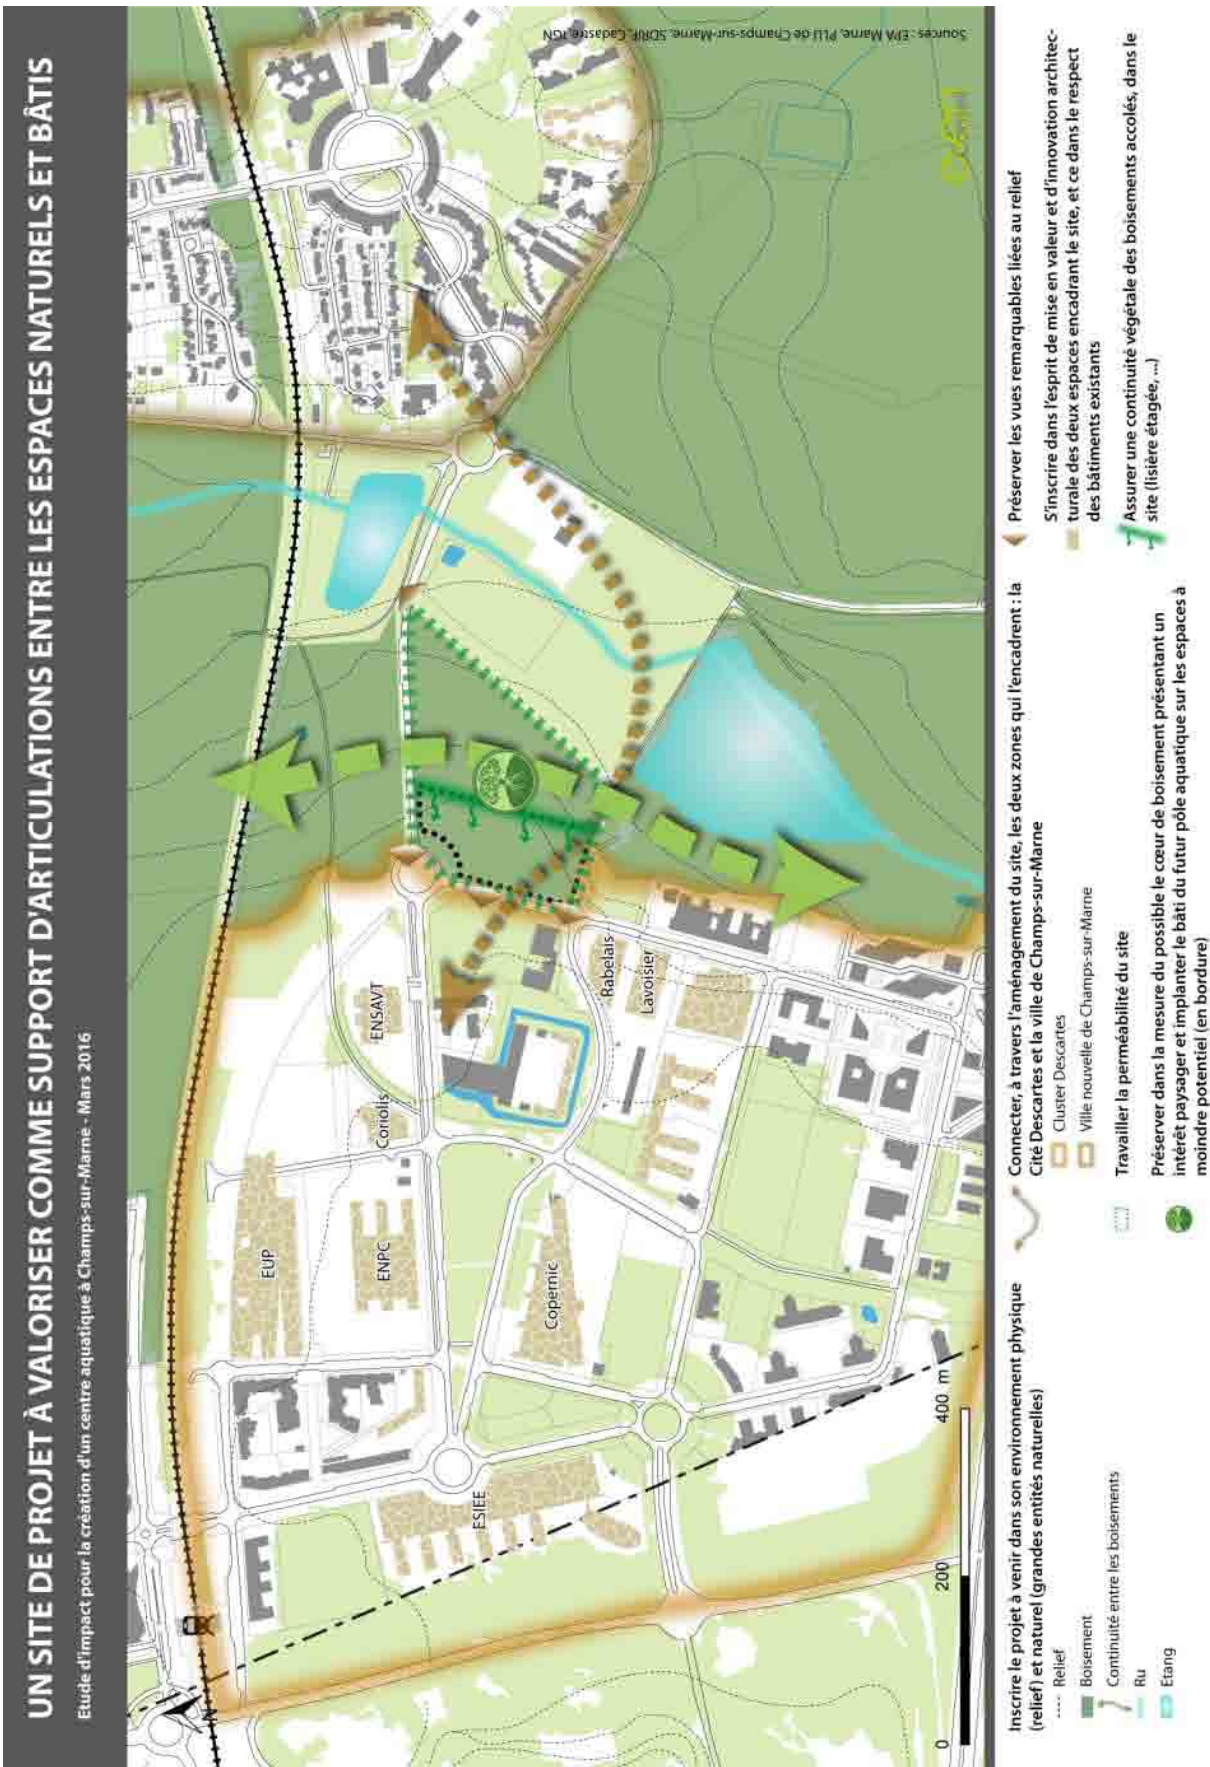 UN SITE DE PROJET À VALORISER COMME SUPPORT D'ARTICULATIONS ENTRE LES ESPACES NATURELS ET BÂTIS
Etude d'impact pour la création d'un centre aquatique à Champs-sur-Marne - Mars 2016
Sources : EPA Marne, PLU de Champs-sur-Marne, SDRIF, Cadastre, IGN
N
EUP
ENPC
Coriolis
ENSAVT
ESIEE
Copernic
Rabelais
Lavoisier
0
200
400 m
Inscrire le projet à venir dans son environnement physique
(relief) et naturel (grandes entités naturelles)
Relief
Boisement
Continuité entre les boisements
Ru
Etang
Connecter, à travers l'aménagement du site, les deux zones qui l'encadrent : la
Cité Descartes et la ville de Champs-sur-Marne
Cluster Descartes
Ville nouvelle de Champs-sur-Marne
Travailler la perméabilité du site
Préserver dans la mesure du possible le cœur de boisement présentant un
intérêt paysager et implanter le bâti du futur pôle aquatique sur les espaces à
moindre potentiel (en bordure)
Préserver les vues remarquables liées au relief
S'inscrire dans l'esprit de mise en valeur et d'innovation architec-
turale des deux espaces encadrant le site, et ce dans le respect
des bâtiments existants
Assurer une continuité végétale des boisements accolés, dans le
site (lisière étagée, ...)